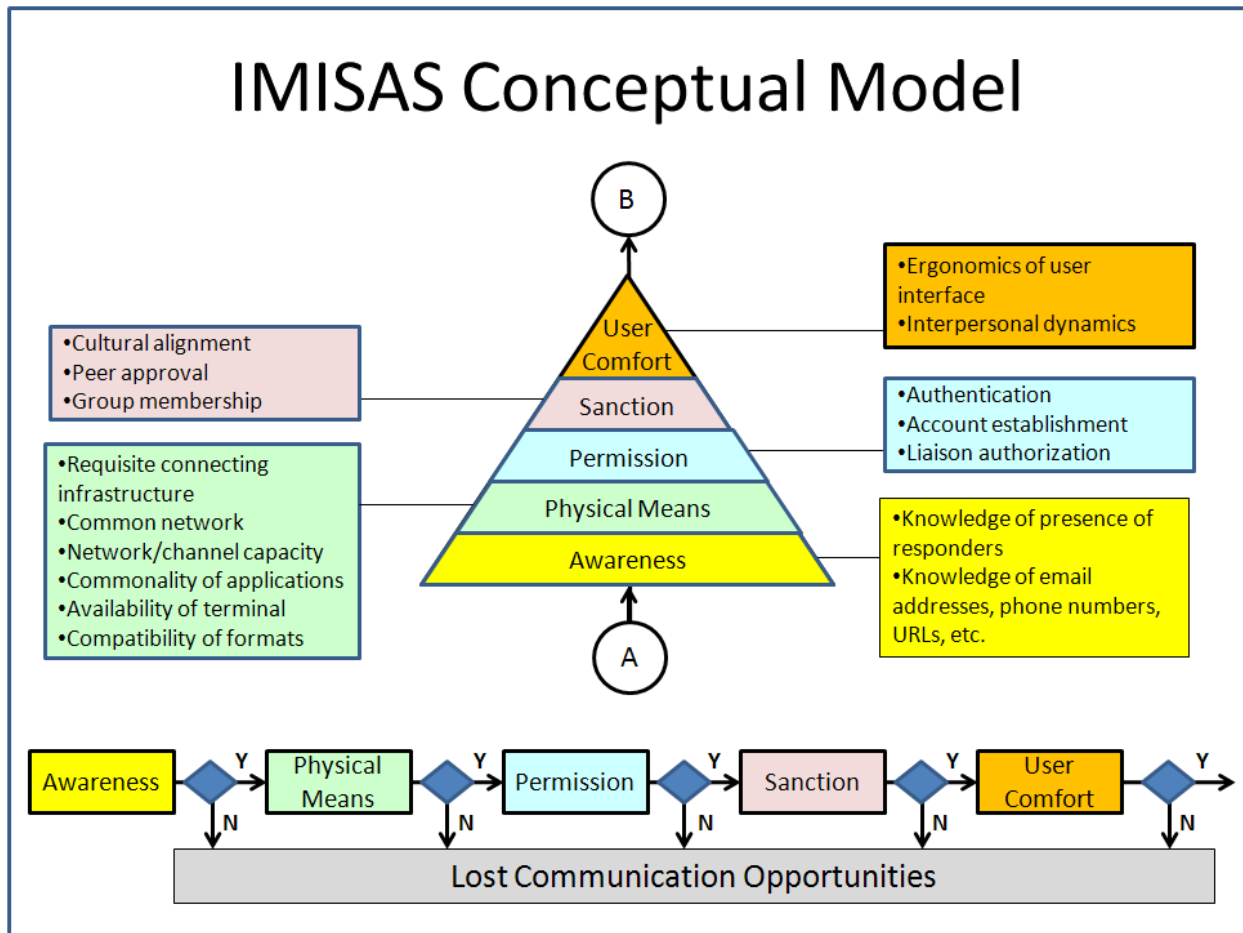 IMISAS Conceptual Model
B
User
Comfort
Sanction
Permission
Physical Means
Awareness
A
•Cultural alignment
•Peer approval
•Group membership
•Requisite connecting
infrastructure
•Common network
•Network/channel capacity
•Commonality of applications
•Availability of terminal
•Compatibility of formats
•Ergonomics of user
interface
•Interpersonal dynamics
•Authentication
•Account establishment
•Liaison authorization
•Knowledge of presence of
responders
•Knowledge of email
addresses, phone numbers,
URLs, etc.
Awareness
Y
N
Physical
Means
Y
N
Permission
Y
N
Sanction
Y
N
User
Comfort
Y
N
Lost Communication Opportunities